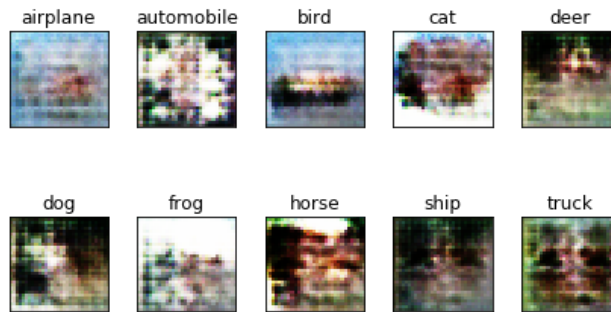 airplane automobile bird cat deer
dog frog horse ship truck